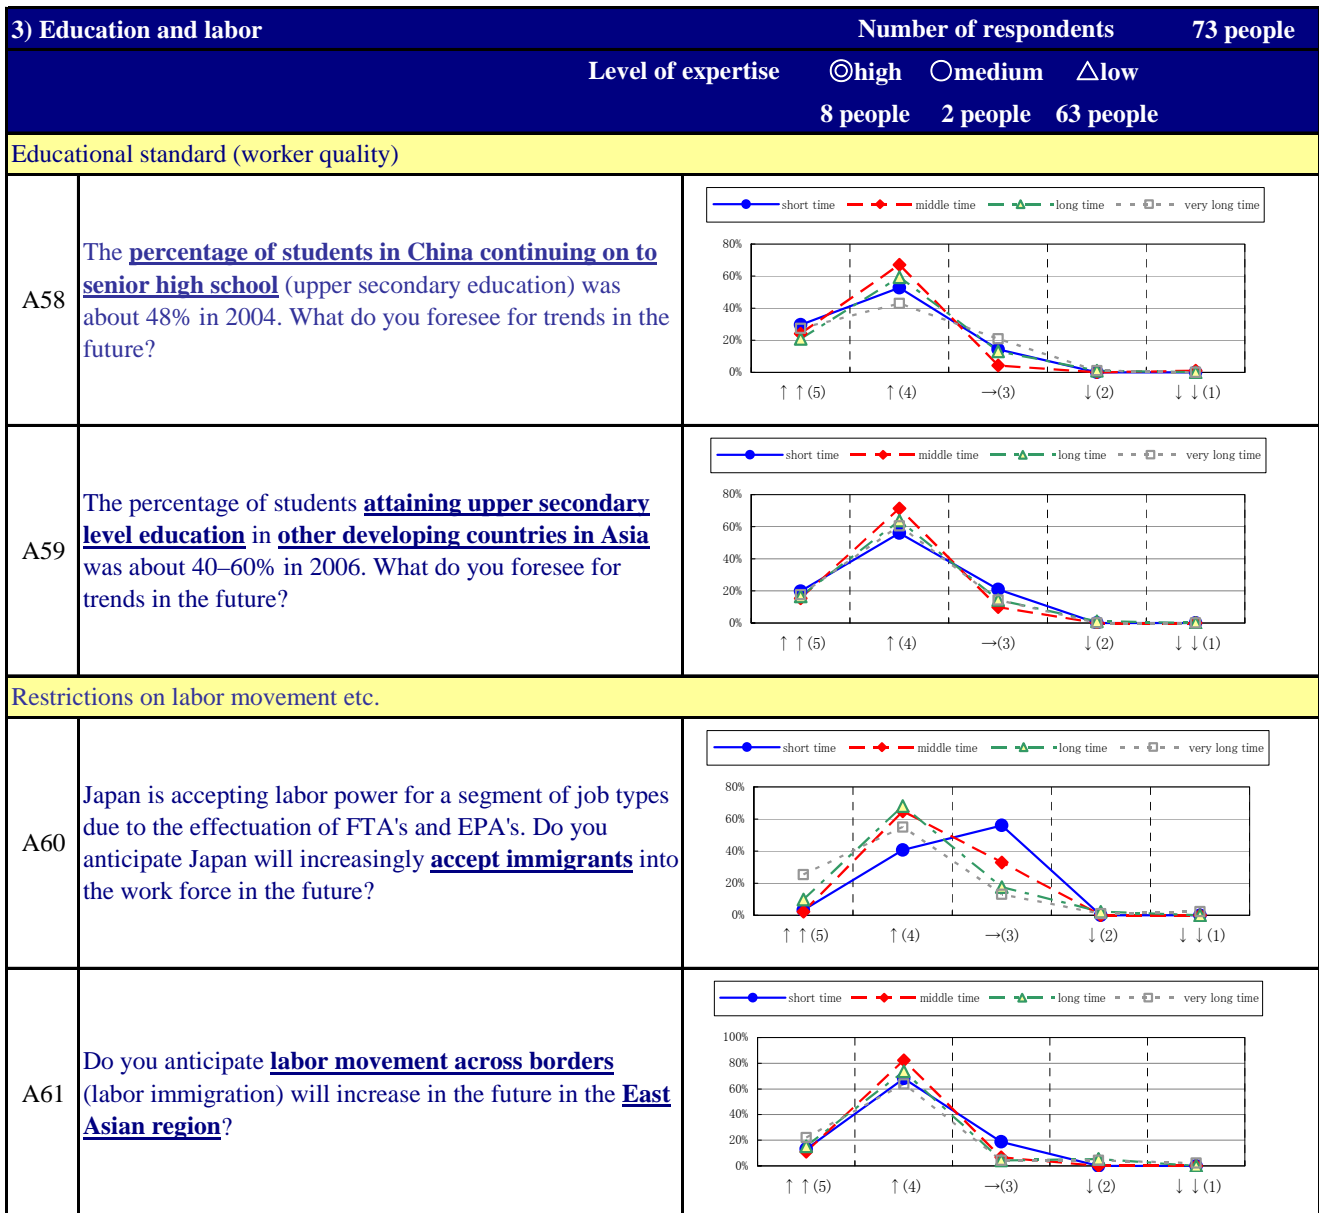 3) Education and labor Number of respondents 73 people
Level of expertise ◎high ○medium △low
8 people 2 people 63 people
Educational standard (worker quality)
A58
The percentage of students in China continuing on to
senior high school (upper secondary education) was
about 48% in 2004. What do you foresee for trends in the
future?
short time middle time long time very long time
80%
60%
40%
20%
0%
↑↑(5) ↑(4) →(3) ↓(2) ↓↓(1)
A59
The percentage of students attaining upper secondary
level education in other developing countries in Asia
was about 40–60% in 2006. What do you foresee for
trends in the future?
short time middle time long time very long time
80%
60%
40%
20%
0%
↑↑(5) ↑(4) →(3) ↓(2) ↓↓(1)
Restrictions on labor movement etc.
A60
Japan is accepting labor power for a segment of job types
due to the effectuation of FTA's and EPA's. Do you
anticipate Japan will increasingly accept immigrants into
the work force in the future?
short time middle time long time very long time
80%
60%
40%
20%
0%
↑↑(5) ↑(4) →(3) ↓(2) ↓↓(1)
A61
Do you anticipate labor movement across borders
(labor immigration) will increase in the future in the East
Asian region?
short time middle time long time very long time
100%
80%
60%
40%
20%
0%
↑↑(5) ↑(4) →(3) ↓(2) ↓↓(1)